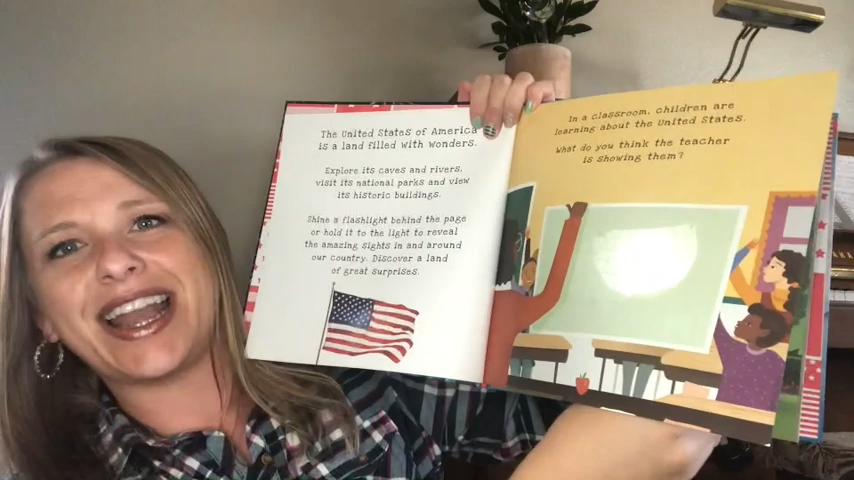 The United States of America
is a land filled with wonders.
Explore its caves and rivers,
visit its national parks and view
its historic buildings.
Shine a flashlight behind the page
or hold it to the light to reveal
the amazing sights in and around
our country. Discover a land
of great surprises.
In a classroom, children are
learning about the United States.
What do you think the teacher
is showing them?